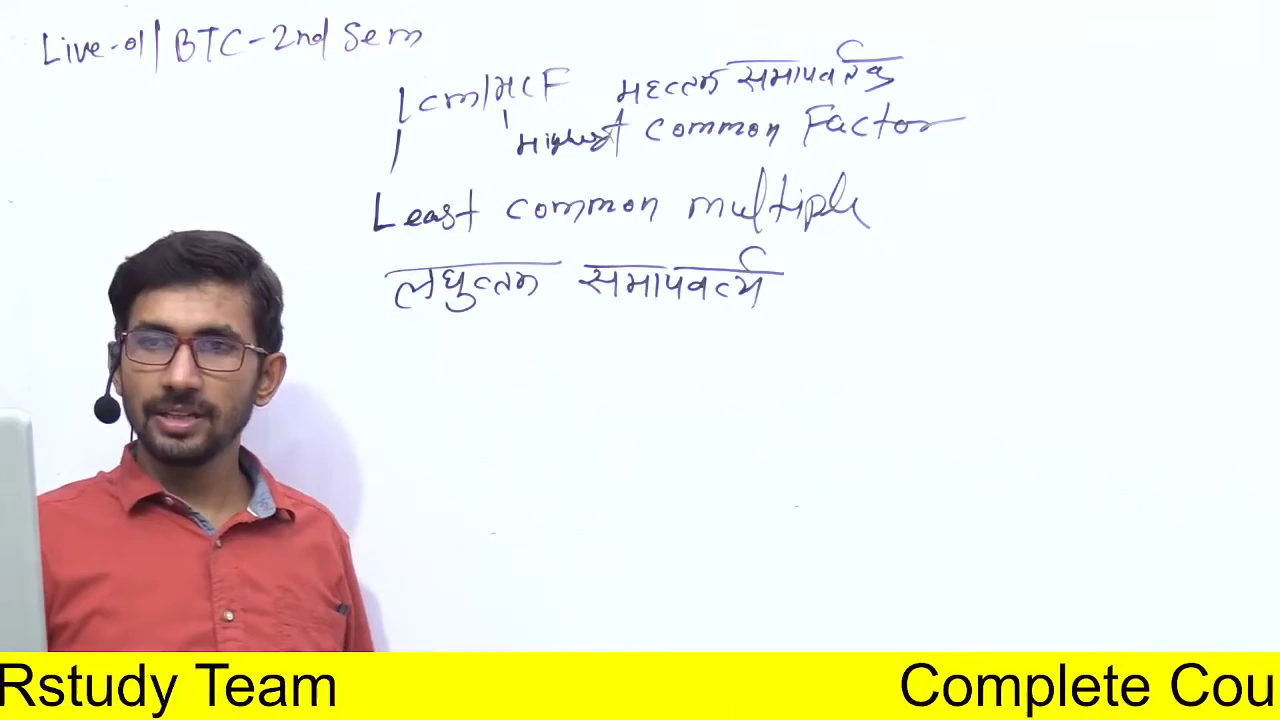 Live-01/BTC-2nd Sem
Lcm/HCF महत्तम समापवर्तक
Highest Common Factor
Least common multiple
लघुत्तम समापवर्त्य
Rstudy Team Complete Cou